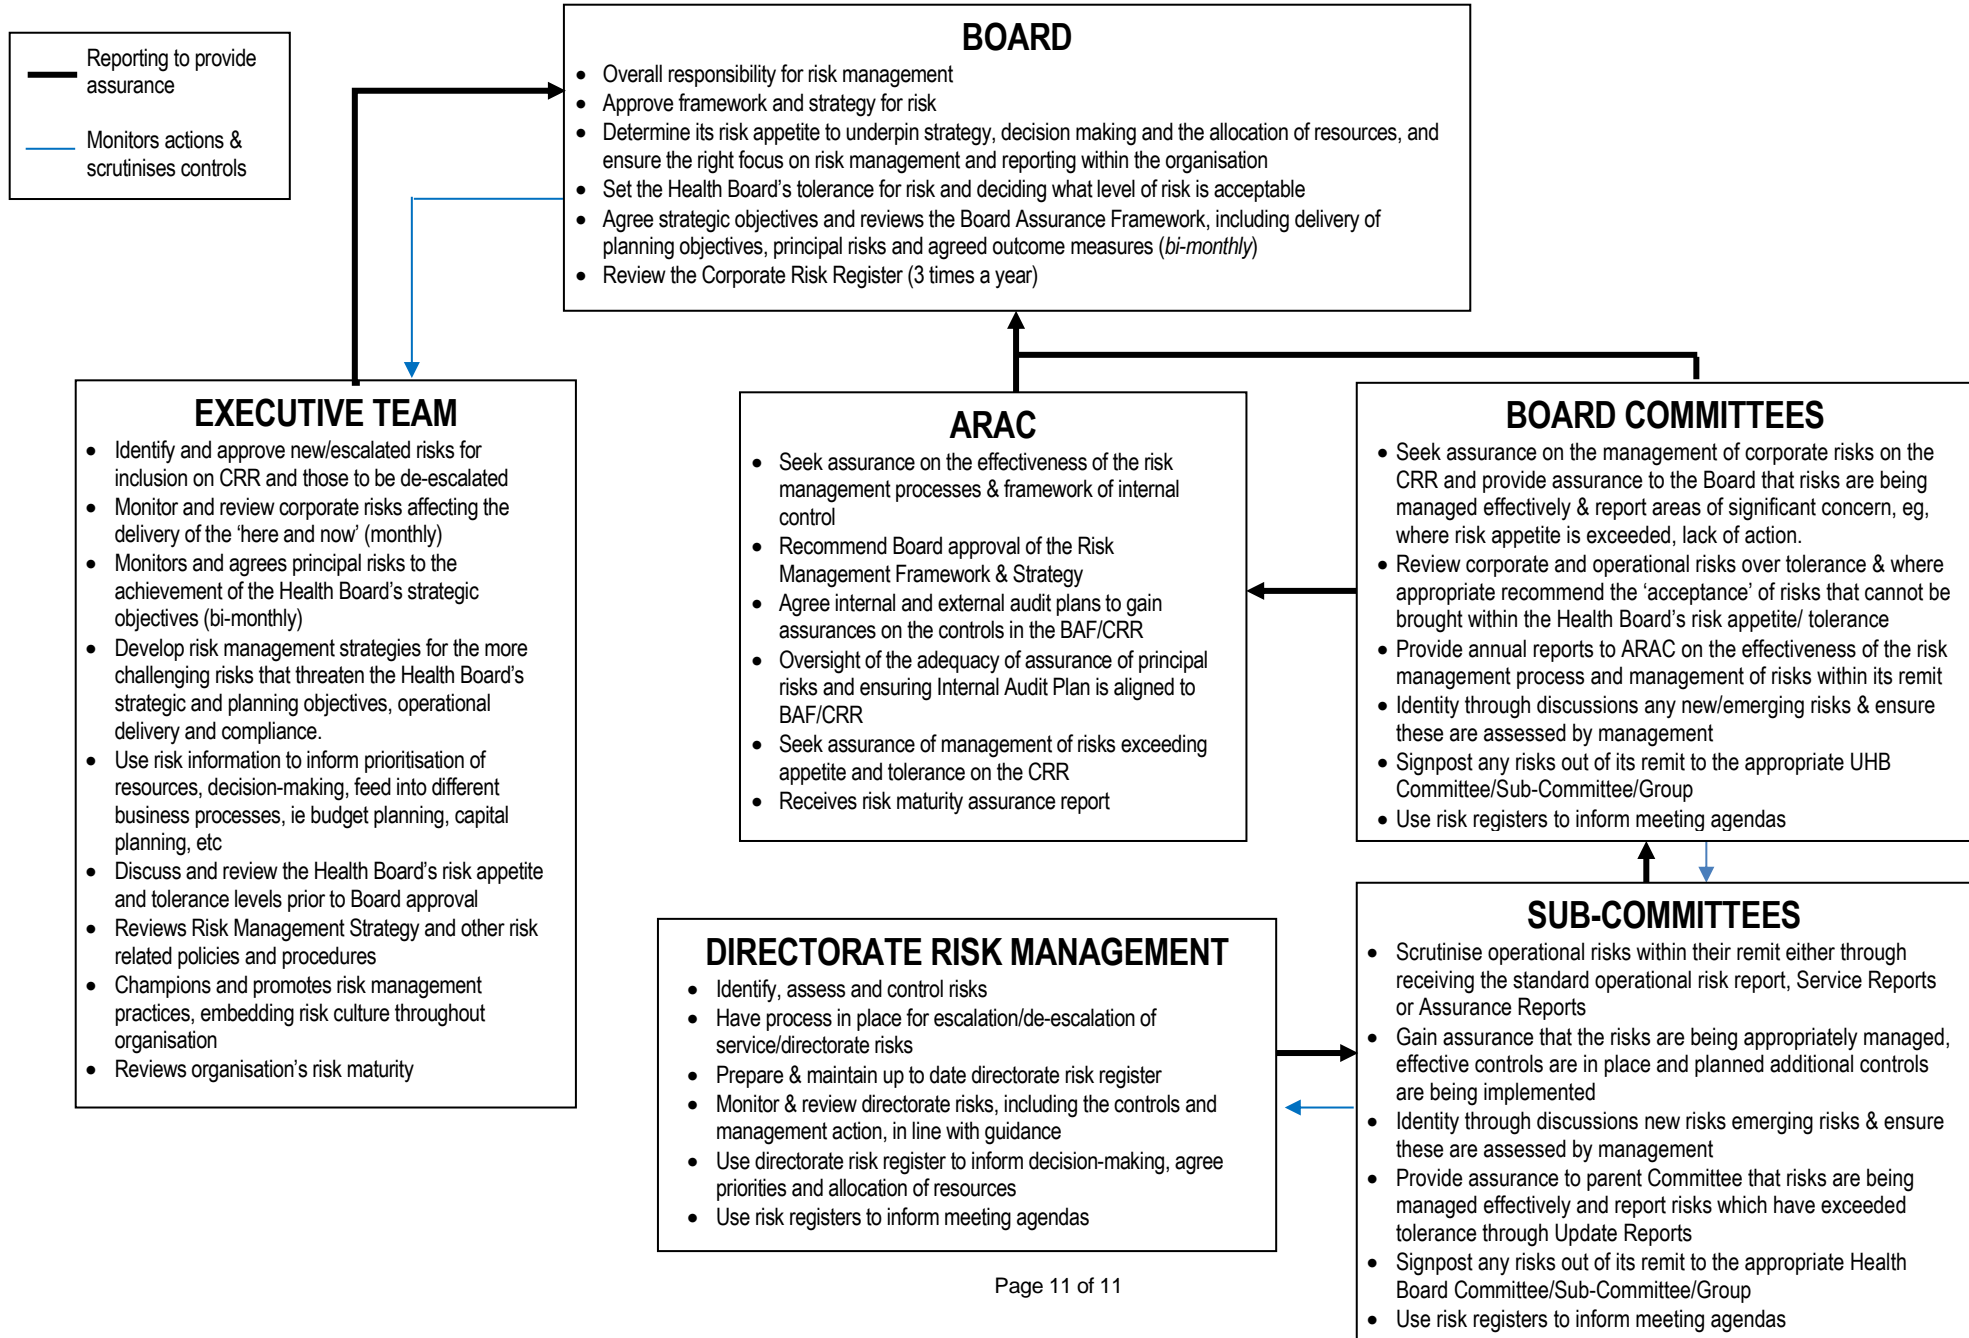 Reporting to provide
assurance
Monitors actions &
scrutinises controls
BOARD
• Overall responsibility for risk management
• Approve framework and strategy for risk
• Determine its risk appetite to underpin strategy, decision making and the allocation of resources, and
ensure the right focus on risk management and reporting within the organisation
• Set the Health Board's tolerance for risk and deciding what level of risk is acceptable
• Agree strategic objectives and reviews the Board Assurance Framework, including delivery of
planning objectives, principal risks and agreed outcome measures (bi-monthly)
• Review the Corporate Risk Register (3 times a year)
EXECUTIVE TEAM
• Identify and approve new/escalated risks for
inclusion on CRR and those to be de-escalated
• Monitor and review corporate risks affecting the
delivery of the 'here and now' (monthly)
• Monitors and agrees principal risks to the
achievement of the Health Board's strategic
objectives (bi-monthly)
• Develop risk management strategies for the more
challenging risks that threaten the Health Board's
strategic and planning objectives, operational
delivery and compliance.
• Use risk information to inform prioritisation of
resources, decision-making, feed into different
business processes, ie budget planning, capital
planning, etc
• Discuss and review the Health Board's risk appetite
and tolerance levels prior to Board approval
• Reviews Risk Management Strategy and other risk
related policies and procedures
• Champions and promotes risk management
practices, embedding risk culture throughout
organisation
• Reviews organisation's risk maturity
ARAC
• Seek assurance on the effectiveness of the risk
management processes & framework of internal
control
• Recommend Board approval of the Risk
Management Framework & Strategy
• Agree internal and external audit plans to gain
assurances on the controls in the BAF/CRR
• Oversight of the adequacy of assurance of principal
risks and ensuring Internal Audit Plan is aligned to
BAF/CRR
• Seek assurance of management of risks exceeding
appetite and tolerance on the CRR
• Receives risk maturity assurance report
BOARD COMMITTEES
• Seek assurance on the management of corporate risks on the
CRR and provide assurance to the Board that risks are being
managed effectively & report areas of significant concern, eg,
where risk appetite is exceeded, lack of action.
• Review corporate and operational risks over tolerance & where
appropriate recommend the 'acceptance' of risks that cannot be
brought within the Health Board's risk appetite/ tolerance
• Provide annual reports to ARAC on the effectiveness of the risk
management process and management of risks within its remit
• Identity through discussions any new/emerging risks & ensure
these are assessed by management
• Signpost any risks out of its remit to the appropriate UHB
Committee/Sub-Committee/Group
• Use risk registers to inform meeting agendas
DIRECTORATE RISK MANAGEMENT
• Identify, assess and control risks
• Have process in place for escalation/de-escalation of
service/directorate risks
• Prepare & maintain up to date directorate risk register
• Monitor & review directorate risks, including the controls and
management action, in line with guidance
• Use directorate risk register to inform decision-making, agree
priorities and allocation of resources
• Use risk registers to inform meeting agendas
SUB-COMMITTEES
• Scrutinise operational risks within their remit either through
receiving the standard operational risk report, Service Reports
or Assurance Reports
• Gain assurance that the risks are being appropriately managed,
effective controls are in place and planned additional controls
are being implemented
• Identity through discussions new risks emerging risks & ensure
these are assessed by management
• Provide assurance to parent Committee that risks are being
managed effectively and report risks which have exceeded
tolerance through Update Reports
• Signpost any risks out of its remit to the appropriate Health
Board Committee/Sub-Committee/Group
• Use risk registers to inform meeting agendas
Page 11 of 11